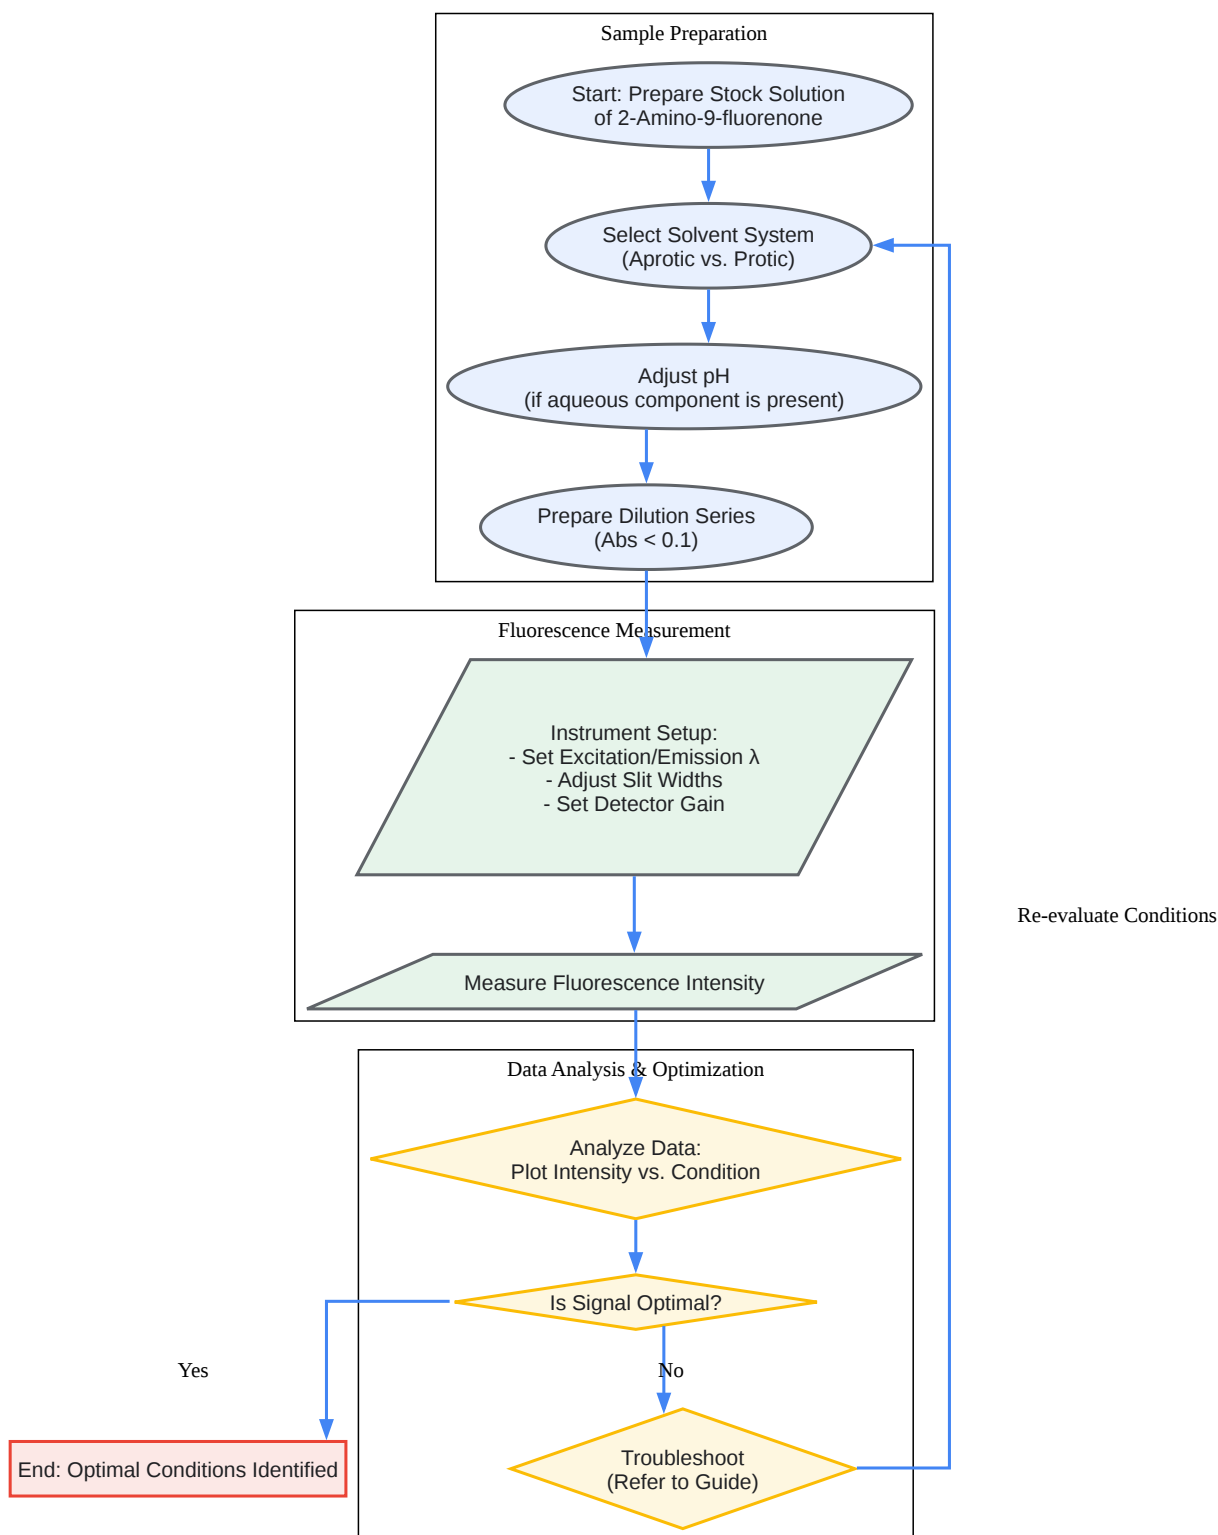 Sample Preparation
Start: Prepare Stock Solution
of 2-Amino-9-fluorenone
Select Solvent System
(Aprotic vs. Protic)
Adjust pH
(if aqueous component is present)
Prepare Dilution Series
(Abs < 0.1)
Fluorescence Measurement
Instrument Setup:
- Set Excitation/Emission λ
- Adjust Slit Widths
- Set Detector Gain
Re-evaluate Conditions
Measure Fluorescence Intensity
Data Analysis & Optimization
Analyze Data:
Plot Intensity vs. Condition
Is Signal Optimal?
Yes
No
End: Optimal Conditions Identified
Troubleshoot
(Refer to Guide)